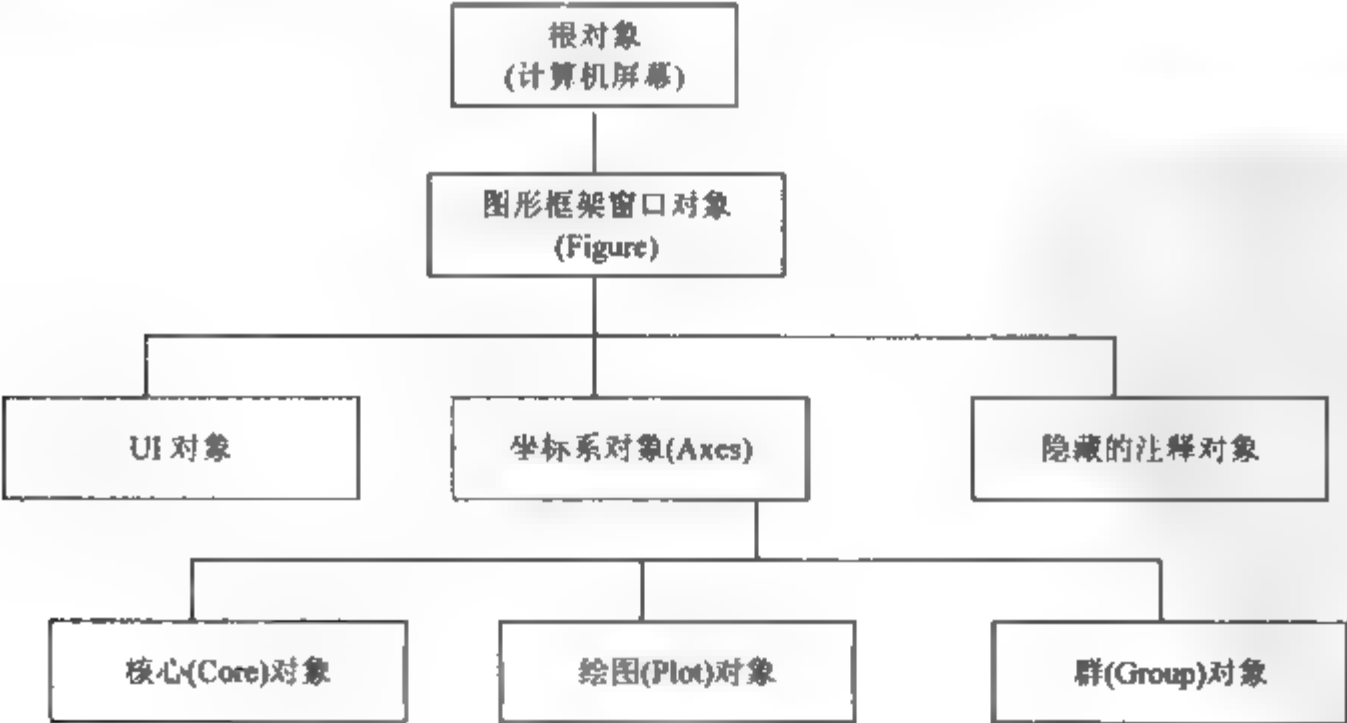 根对象
(计算机屏幕)
图形框架窗口对象
(Figure)
UI 对象
坐标系对象(Axes)
隐藏的注释对象
核心(Core)对象
绘图(Plot)对象
群(Group)对象